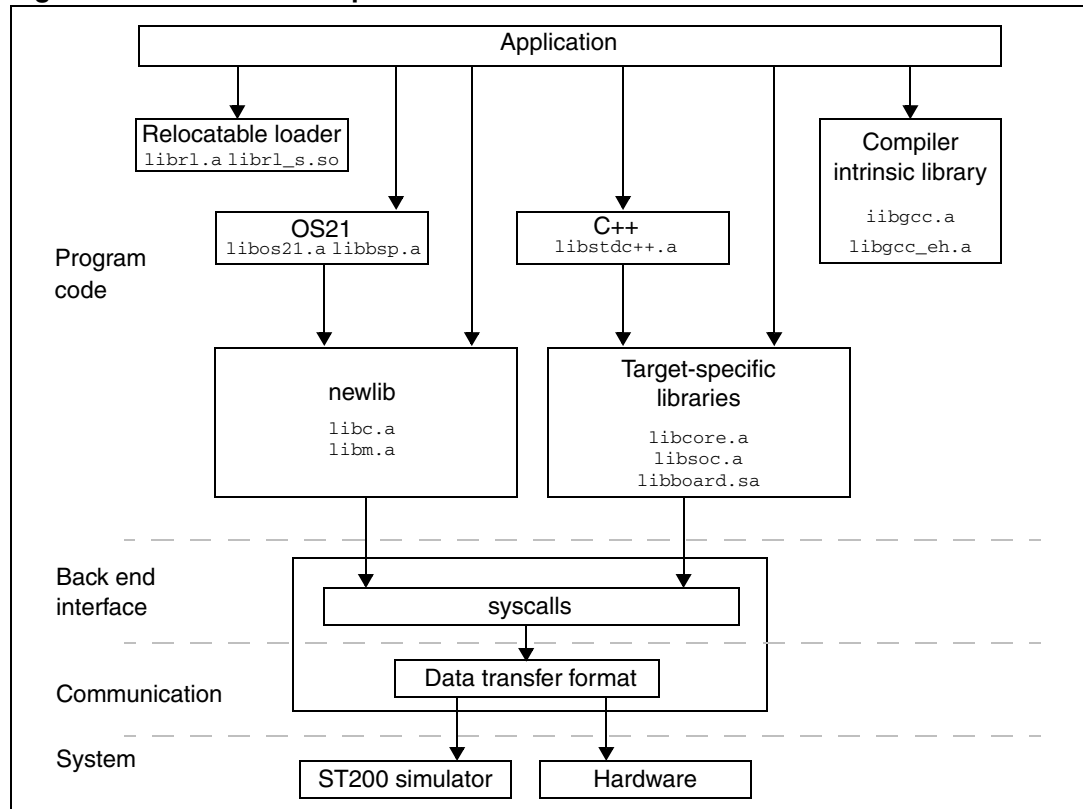 Application
Relocatable loader
librl.a librl_s.so
Compiler
intrinsic library
iibgcc.a
libgcc_eh.a
OS21
libos21.a libbsp.a
C++
libstdc++.a
Program
code
newlib
libc.a
libm.a
Target-specific
libraries
libcore.a
libsoc.a
libboard.sa
Back end
interface
syscalls
Data transfer format
Communication
System
ST200 simulator
Hardware